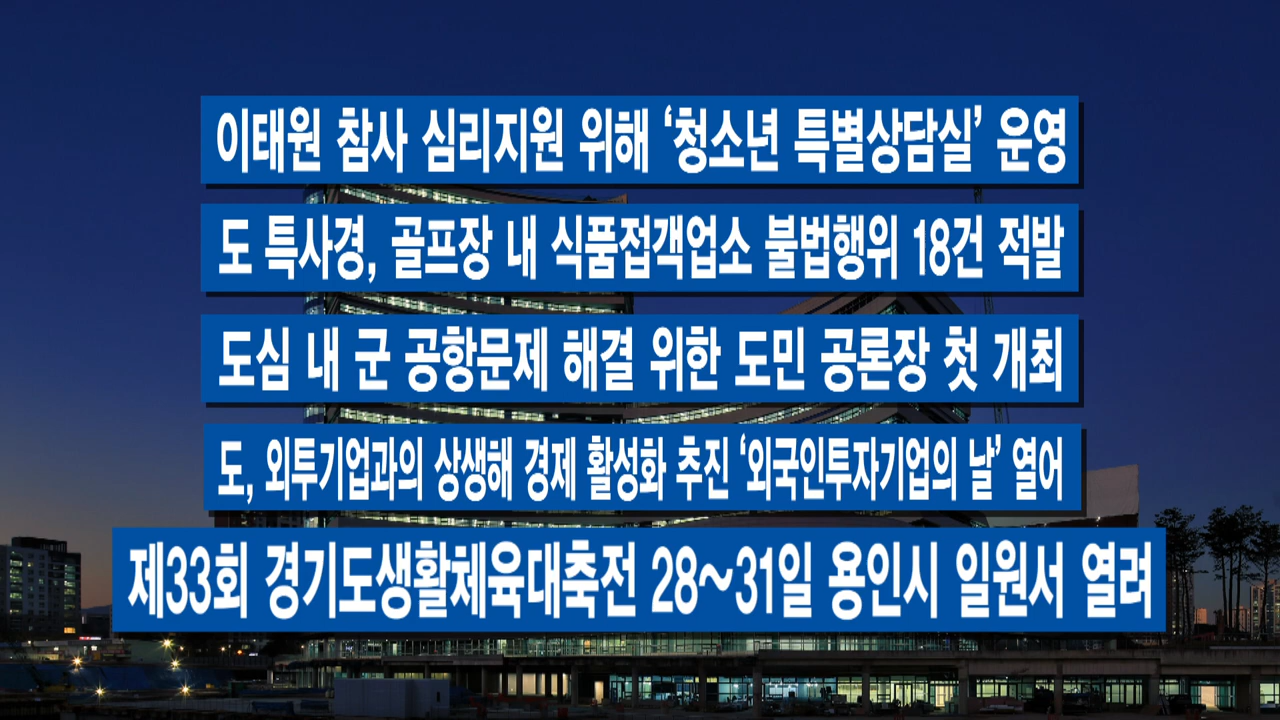 이태원 참사 심리지원 위해 ‘청소년 특별상담실’ 운영
도 특사경, 골프장 내 식품접객업소 불법행위 18건 적발
도심 내 군 공항문제 해결 위한 도민 공론장 첫 개최
도, 외투기업과의 상생해 경제 활성화 추진 ‘외국인투자기업의 날’ 열어
제33회 경기도생활체육대축전 28~31일 용인시 일원서 열려